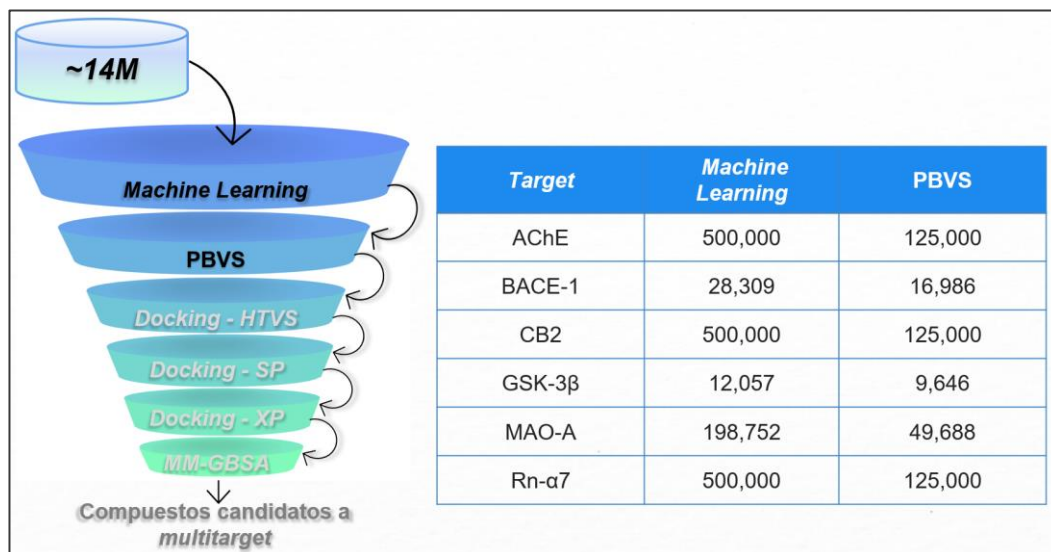 ~14M
Machine Learning
PBVS
Docking - HTVS
Docking - SP
Docking - XP
MM-GBSA
Compuestos candidatos a
multitarget
Target Machine Learning PBVS
AChE 500,000 125,000
BACE-1 28,309 16,986
CB2 500,000 125,000
GSK-3β 12,057 9,646
MAO-A 198,752 49,688
Rn-α7 500,000 125,000